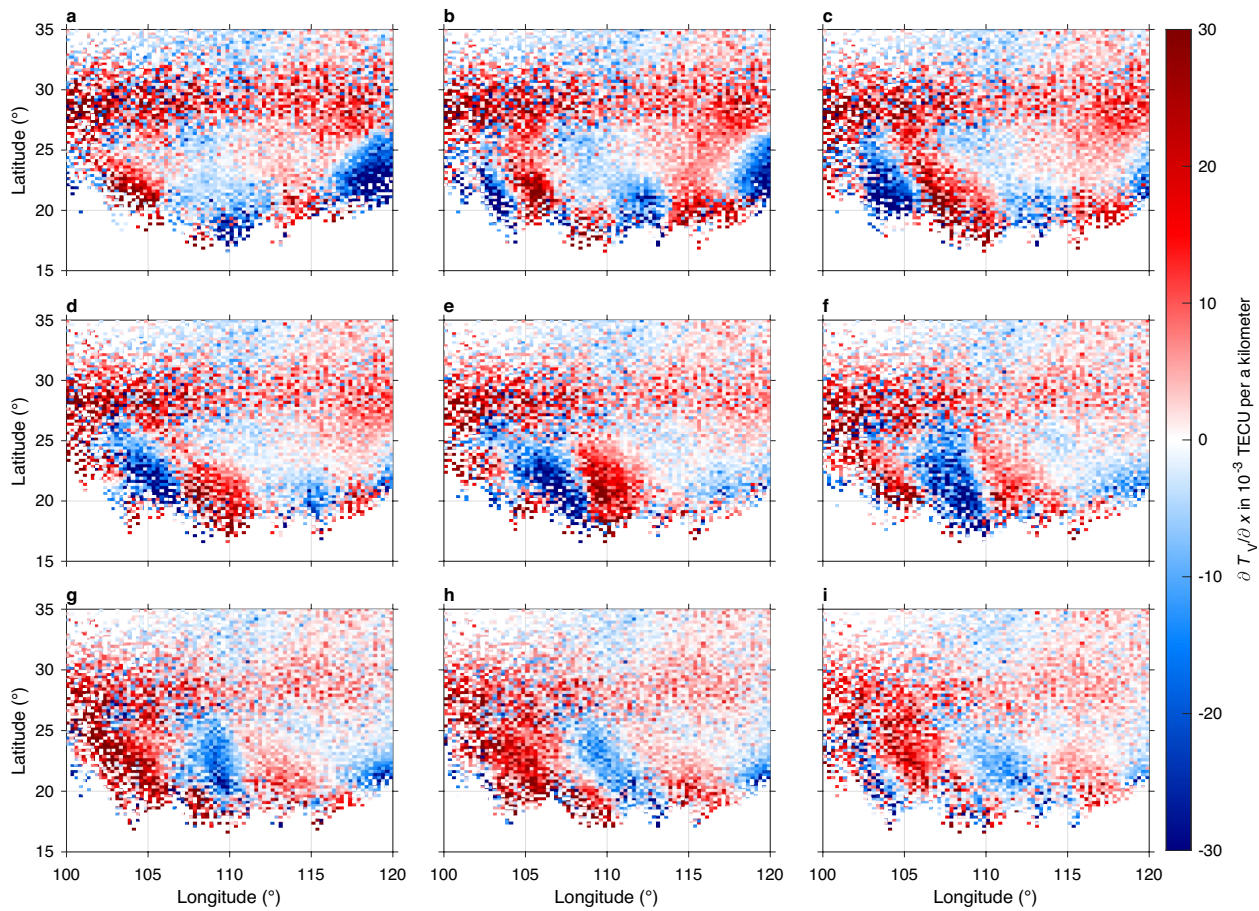 a b c
35 30 25 20 15
Latitude (°)
30
20
10
0
-10
-20
-30
∂ T_V/∂ x in 10^-3 TECU per a kilometer
d e f
35 30 25 20 15
Latitude (°)
g h i
35 30 25 20 15
Latitude (°)
100 105 110 115 120 100 105 110 115 120 100 105 110 115 120
Longitude (°) Longitude (°) Longitude (°)